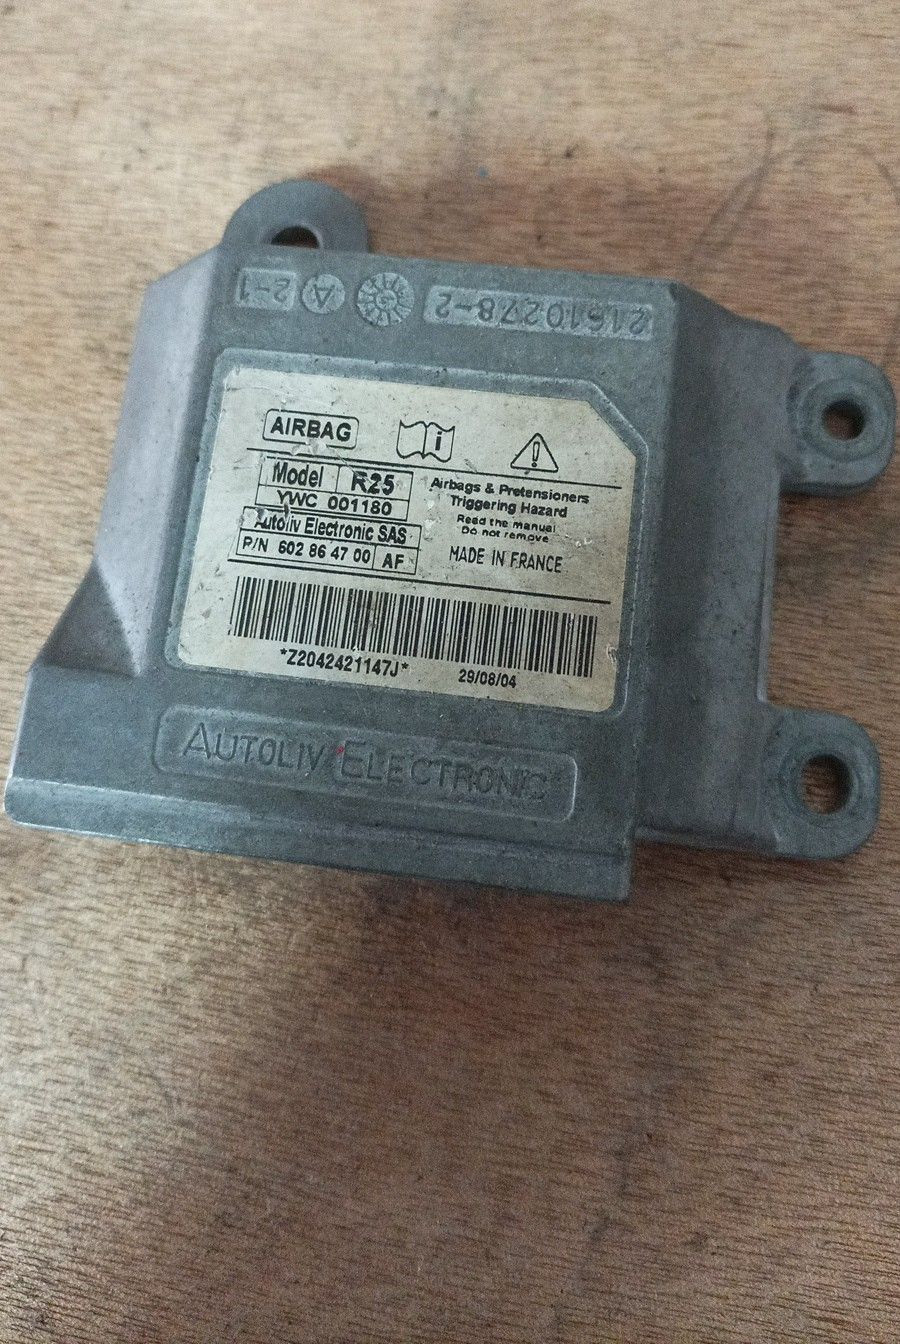 2-1 A 21610278-2
AIRBAG i
Model R25
YWC 001180
Autoliv Electronic SAS
P/N 602 86 47 00 AF
Airbags & Pretensioners
Triggering Hazard
Read the manual
Do not remove
MADE IN FRANCE
*Z2042421147J*
29/08/04
AUTOLIV ELECTRONIC